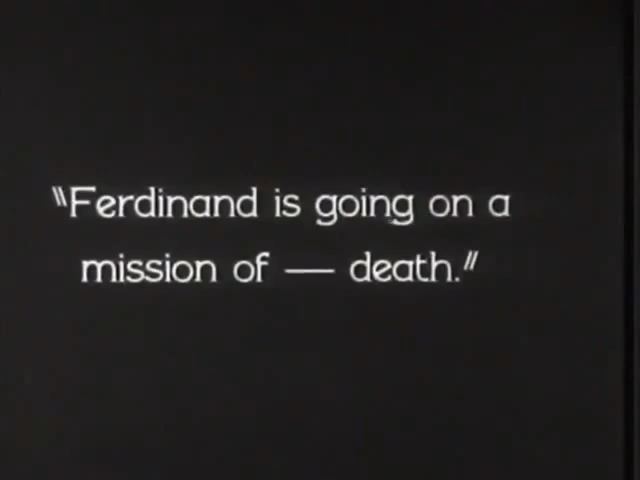 "Ferdinand is going on a
mission of — death."